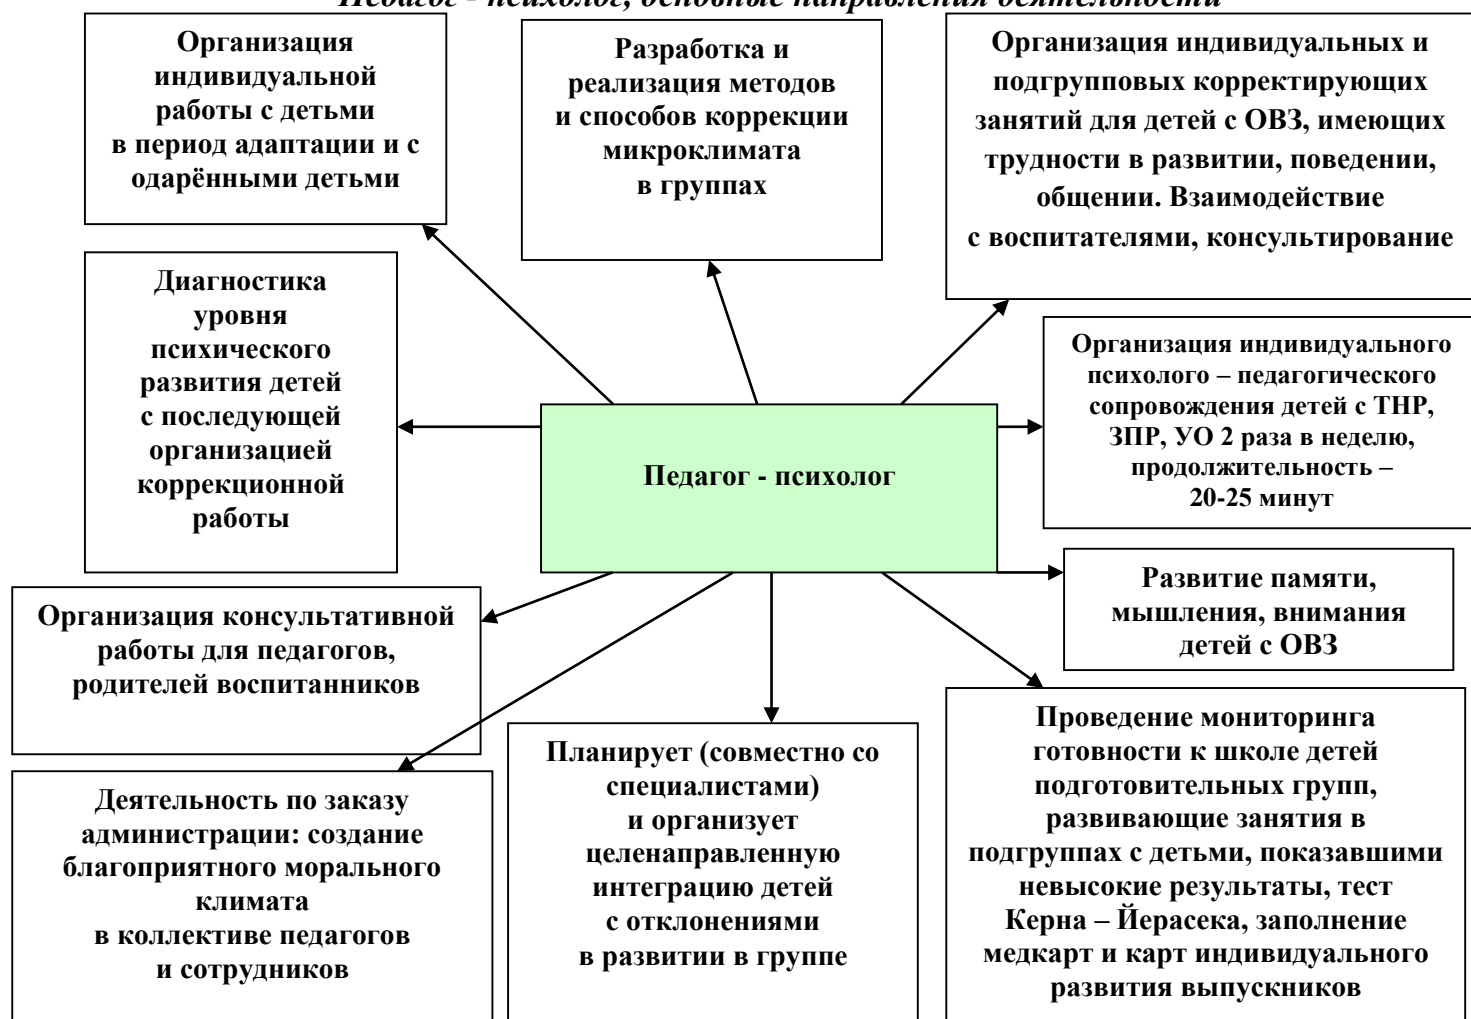 Педагог - психолог, основные направления деятельности
Организация
индивидуальной
работы с детьми
в период адаптации и с
одарёнными детьми
Разработка и
реализация методов
и способов коррекции
микроклимата
в группах
Организация индивидуальных и
подгрупповых корректирующих
занятий для детей с ОВЗ, имеющих
трудности в развитии, поведении,
общении. Взаимодействие
с воспитателями, консультирование
Диагностика
уровня
психического
развития детей
с последующей
организацией
коррекционной
работы
Организация индивидуального
психолого – педагогического
сопровождения детей с ТНР,
ЗПР, УО 2 раза в неделю,
продолжительность –
20-25 минут
Педагог - психолог
Развитие памяти,
мышления, внимания
детей с ОВЗ
Организация консультативной
работы для педагогов,
родителей воспитанников
Деятельность по заказу
администрации: создание
благоприятного морального
климата
в коллективе педагогов
и сотрудников
Планирует (совместно со
специалистами)
и организует
целенаправленную
интеграцию детей
с отклонениями
в развитии в группе
Проведение мониторинга
готовности к школе детей
подготовительных групп,
развивающие занятия в
подгруппах с детьми, показавшими
невысокие результаты, тест
Керна – Йерасека, заполнение
медкарт и карт индивидуального
развития выпускников